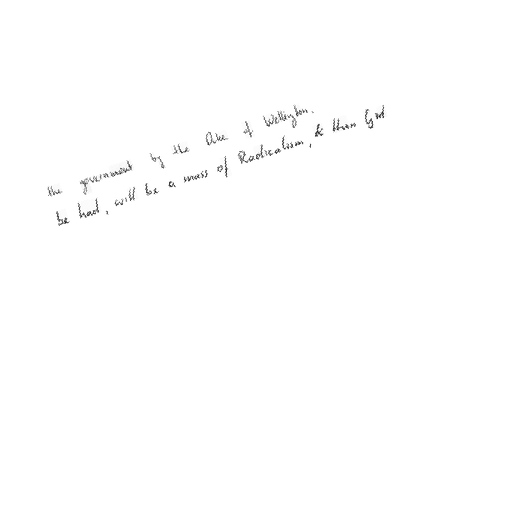 the government by the Duke of Wellington.
be had, will be a mass of Radicalism, & then God